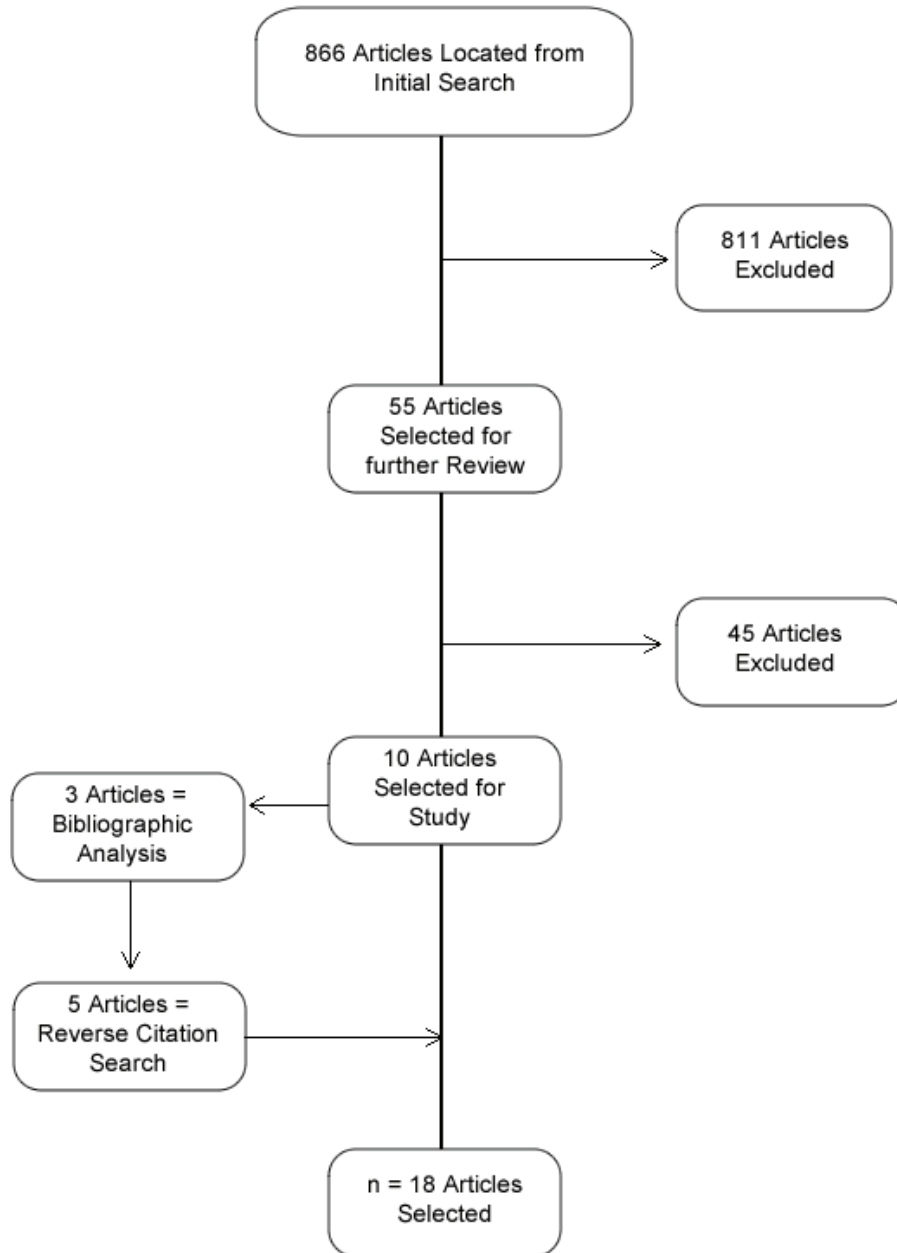 866 Articles Located from
Initial Search
811 Articles
Excluded
55 Articles
Selected for
further Review
45 Articles
Excluded
10 Articles
Selected for
Study
3 Articles =
Bibliographic
Analysis
5 Articles =
Reverse Citation
Search
n = 18 Articles
Selected